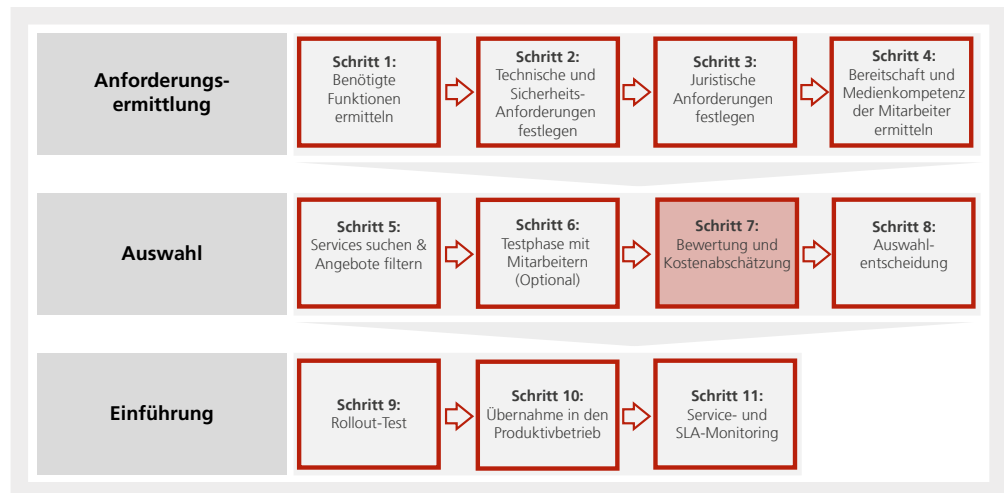 Anforderungs-
ermittlung
Schritt 1:
Benötigte
Funktionen
ermitteln
Schritt 2:
Technische und
Sicherheits-
Anforderungen
festlegen
Schritt 3:
Juristische
Anforderungen
festlegen
Schritt 4:
Bereitschaft und
Medienkompetenz
der Mitarbeiter
ermitteln
Auswahl
Schritt 5:
Services suchen &
Angebote filtern
Schritt 6:
Testphase mit
Mitarbeitern
(Optional)
Schritt 7:
Bewertung und
Kostenabschätzung
Schritt 8:
Auswahl-
entscheidung
Einführung
Schritt 9:
Rollout-Test
Schritt 10:
Übernahme in den
Produktivbetrieb
Schritt 11:
Service- und
SLA-Monitoring